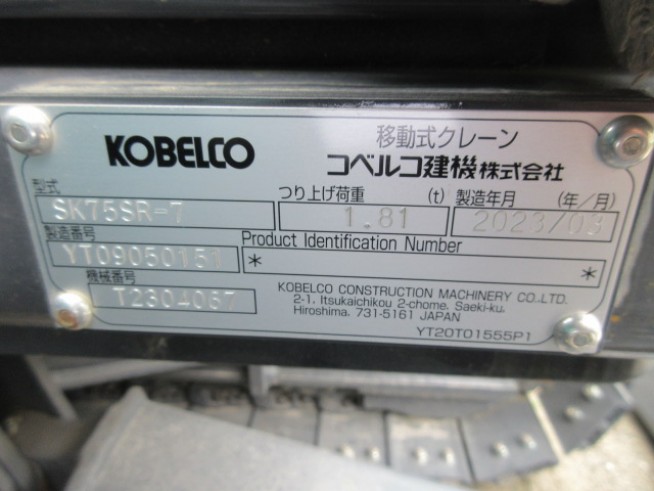 KOBELCO
移動式クレーン
コベルコ建機株式会社
型式
SK75SR-7
つり上げ荷重 (t)
1.81
製造年月 (年/月)
2023/03
製造番号
YT09050151
Product Identification Number
* *
機械番号
T2304067
KOBELCO CONSTRUCTION MACHINERY CO.,LTD.
2-1, Itsukaichikou 2-chome. Saeki-ku.
Hiroshima. 731-5161 JAPAN
YT20T01555P1